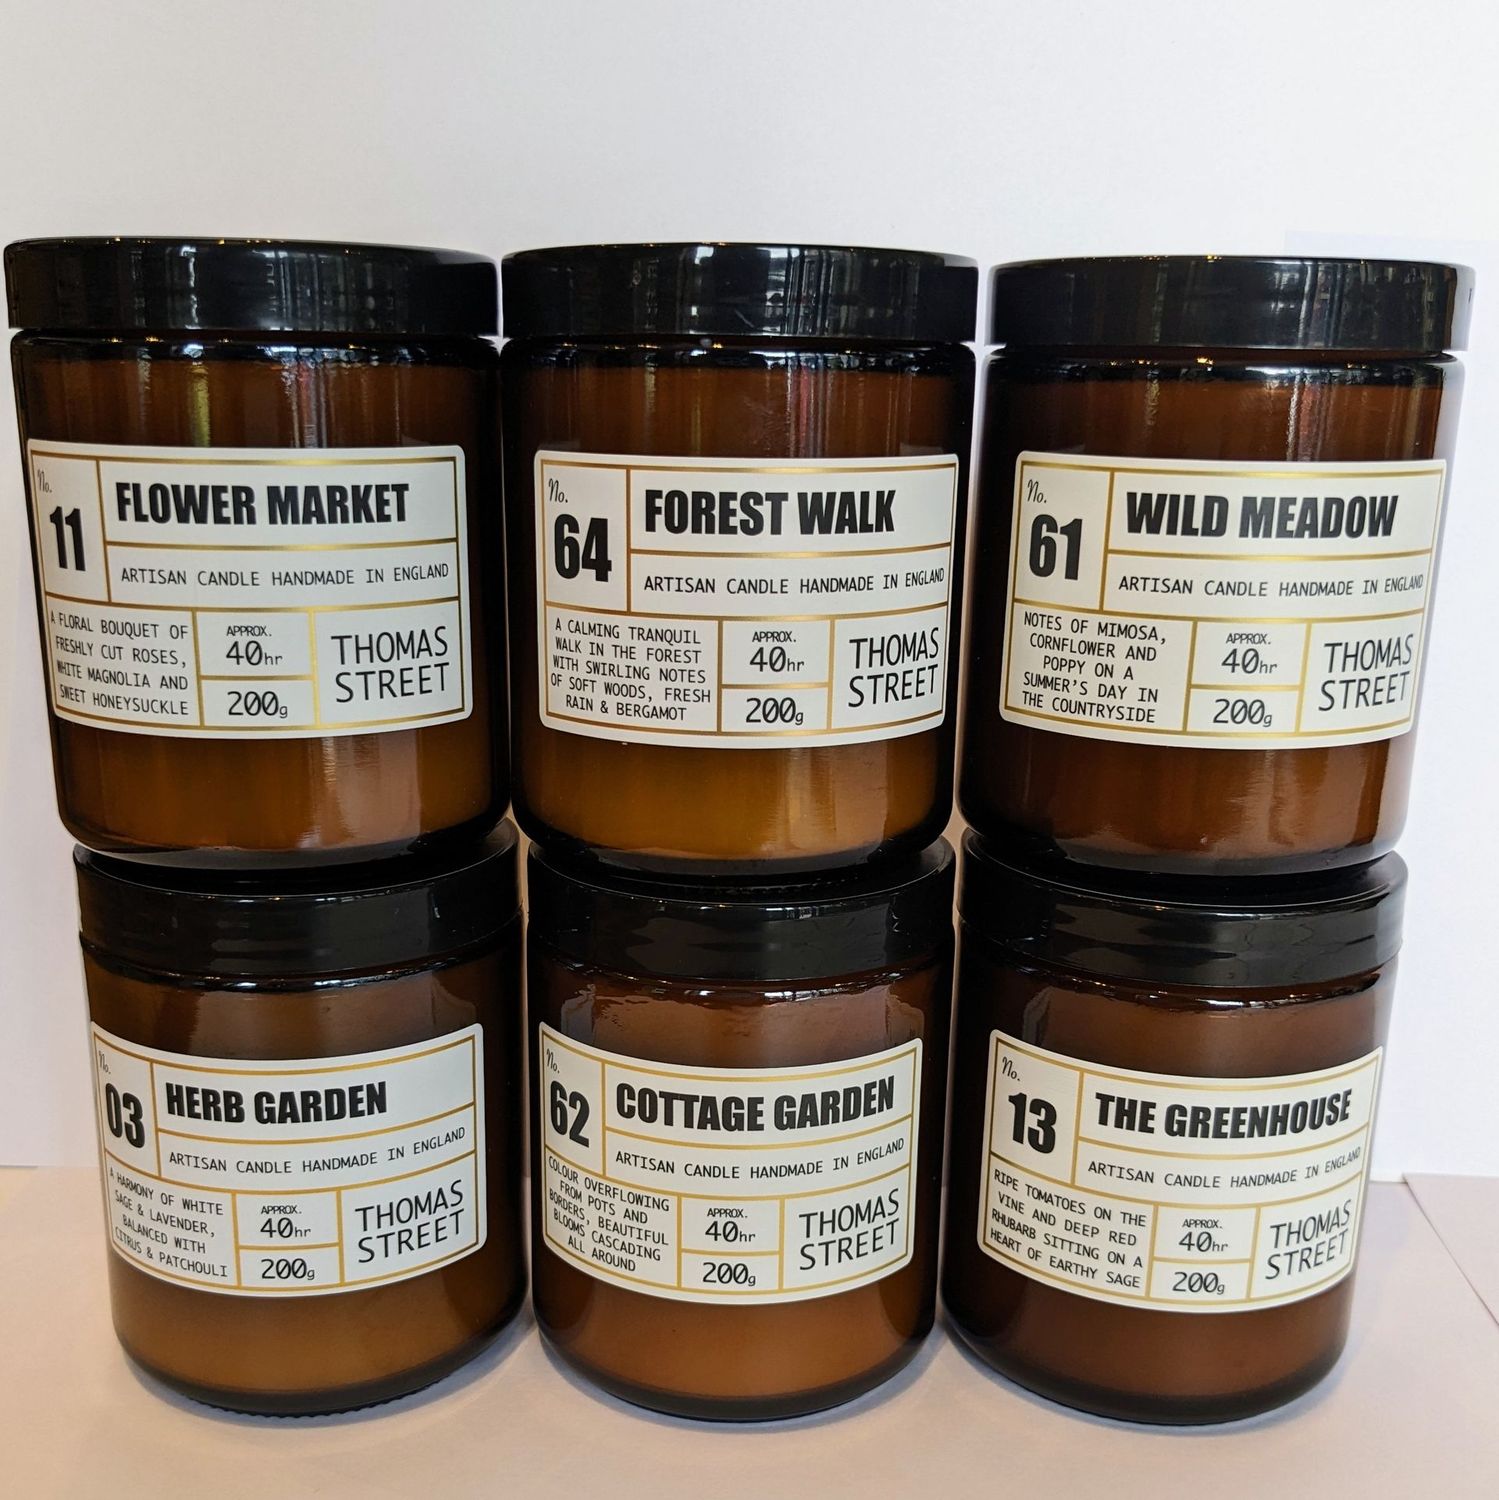 No.
11
FLOWER MARKET
ARTISAN CANDLE HANDMADE IN ENGLAND
A FLORAL BOUQUET OF
FRESHLY CUT ROSES,
WHITE MAGNOLIA AND
SWEET HONEYSUCKLE
APPROX.
40hr
200g
THOMAS
STREET
No.
64
FOREST WALK
ARTISAN CANDLE HANDMADE IN ENGLAND
A CALMING TRANQUIL
WALK IN THE FOREST
WITH SWIRLING NOTES
OF SOFT WOODS, FRESH
RAIN & BERGAMOT
APPROX.
40hr
200g
THOMAS
STREET
No.
61
WILD MEADOW
ARTISAN CANDLE HANDMADE IN ENGLAND
NOTES OF MIMOSA,
CORNFLOWER AND
POPPY ON A
SUMMER'S DAY IN
THE COUNTRYSIDE
APPROX.
40hr
200g
THOMAS
STREET
No.
03
HERB GARDEN
ARTISAN CANDLE HANDMADE IN ENGLAND
A HARMONY OF WHITE
SAGE & LAVENDER,
BALANCED WITH
CITRUS & PATCHOULI
APPROX.
40hr
200g
THOMAS
STREET
No.
62
COTTAGE GARDEN
ARTISAN CANDLE HANDMADE IN ENGLAND
COLOUR OVERFLOWING
FROM POTS AND
BORDERS, BEAUTIFUL
BLOOMS CASCADING
ALL AROUND
APPROX.
40hr
200g
THOMAS
STREET
No.
13
THE GREENHOUSE
ARTISAN CANDLE HANDMADE IN ENGLAND
RIPE TOMATOES ON THE
VINE AND DEEP RED
RHUBARB SITTING ON A
HEART OF EARTHY SAGE
APPROX.
40hr
200g
THOMAS
STREET